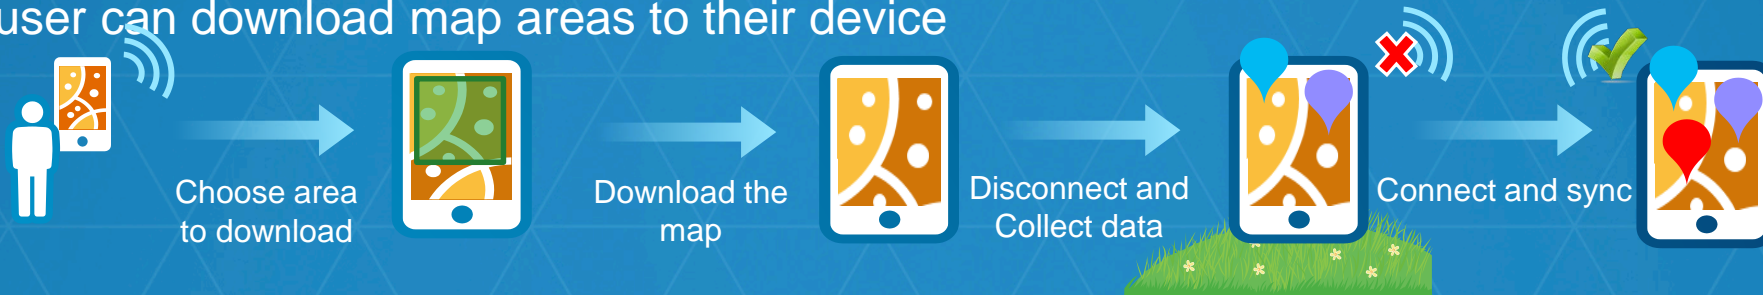 user can download map areas to their device
Choose area
to download
Download the
map
Disconnect and
Collect data
Connect and sync